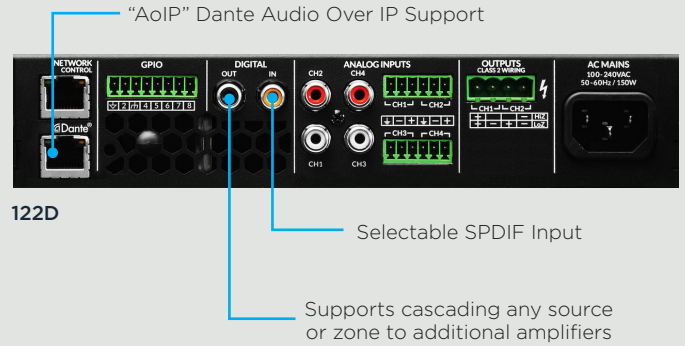 “AoIP” Dante Audio Over IP Support
NETWORK
CONTROL
GPIO
DIGITAL
OUT
IN
ANALOG INPUTS
CH2
CH4
CH1
CH2
OUTPUTS
CLASS 2 WIRING
AC MAINS
100-240VAC
50-60Hz / 150W
2 4 5 6 7 8
CH1
CH2
+ - HiZ
+ - + - LoZ
Dante®
- + - +
CH3
CH4
CH1
CH3
122D
Selectable SPDIF Input
Supports cascading any source
or zone to additional amplifiers